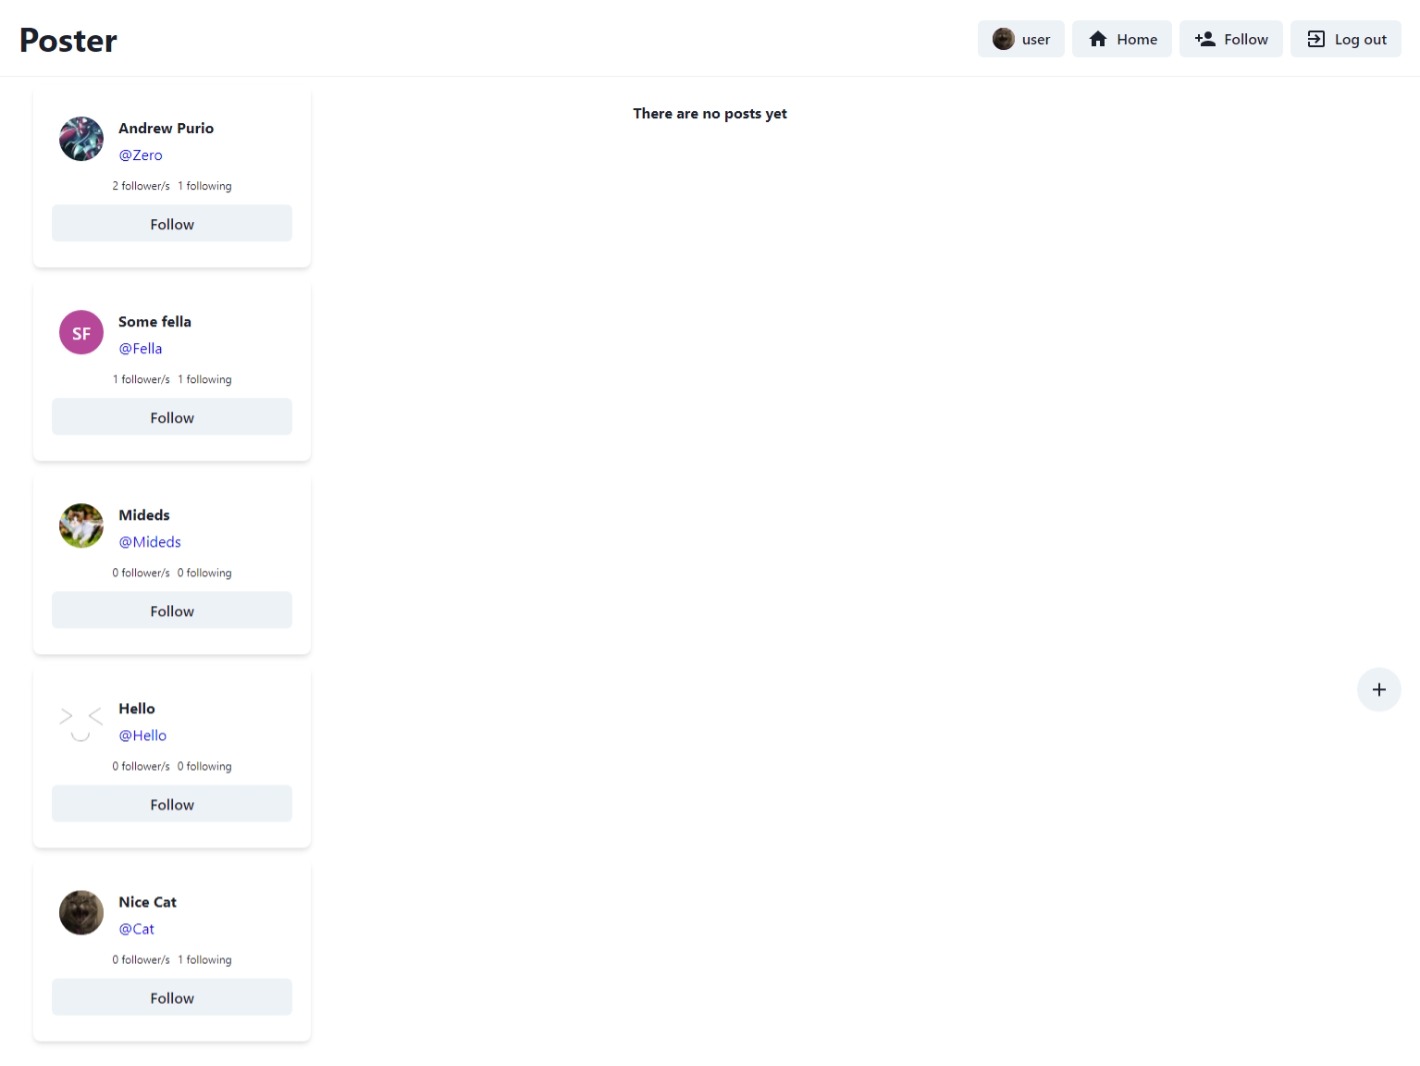 Poster
user
Home
Follow
Log out
There are no posts yet
Andrew Purio
@Zero
2 follower/s 1 following
Follow
SF
Some fella
@Fella
1 follower/s 1 following
Follow
Mideds
@Mideds
0 follower/s 0 following
Follow
Hello
@Hello
0 follower/s 0 following
Follow
Nice Cat
@Cat
0 follower/s 1 following
Follow
+